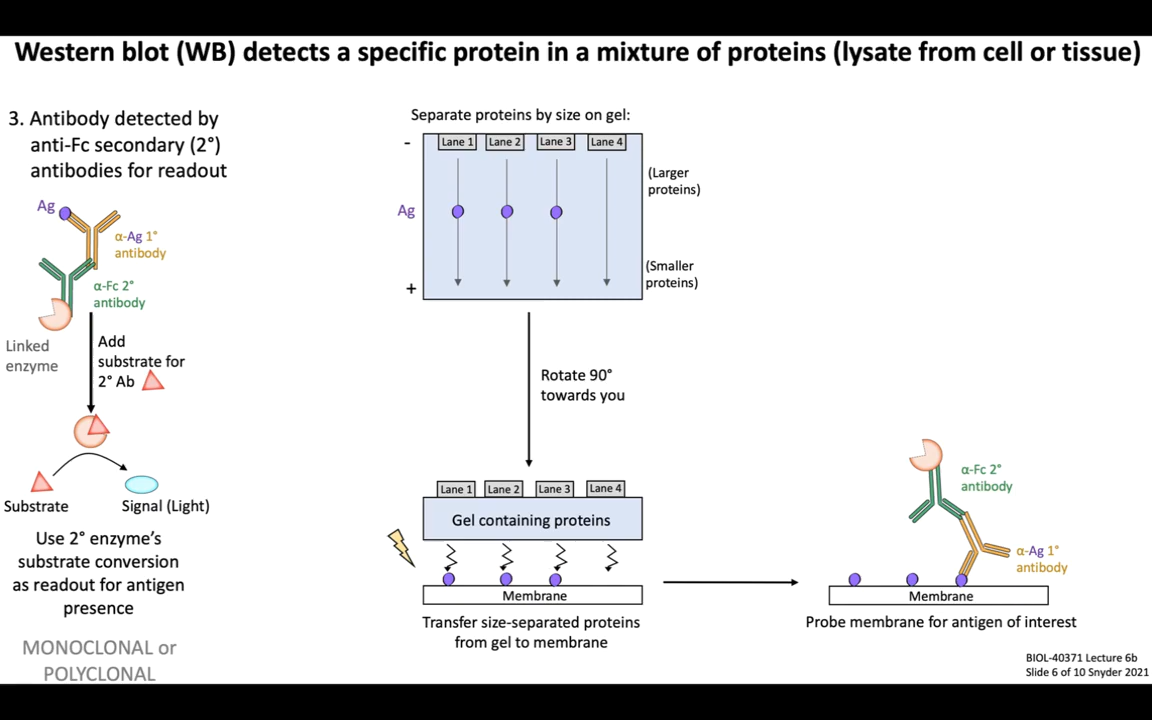 Western blot (WB) detects a specific protein in a mixture of proteins (lysate from cell or tissue)
3. Antibody detected by
anti-Fc secondary (2°)
antibodies for readout
Ag
α-Ag 1°
antibody
α-Fc 2°
antibody
Linked
enzyme
Add
substrate for
2° Ab
Substrate
Signal (Light)
Use 2° enzyme's
substrate conversion
as readout for antigen
presence
MONOCLONAL or
POLYCLONAL
Separate proteins by size on gel:
-
Lane 1 Lane 2 Lane 3 Lane 4
(Larger
proteins)
Ag
(Smaller
proteins)
+
Rotate 90°
towards you
Lane 1 Lane 2 Lane 3 Lane 4
Gel containing proteins
Membrane
Transfer size-separated proteins
from gel to membrane
α-Fc 2°
antibody
α-Ag 1°
antibody
Membrane
Probe membrane for antigen of interest
BIOL-40371 Lecture 6b
Slide 6 of 10 Snyder 2021